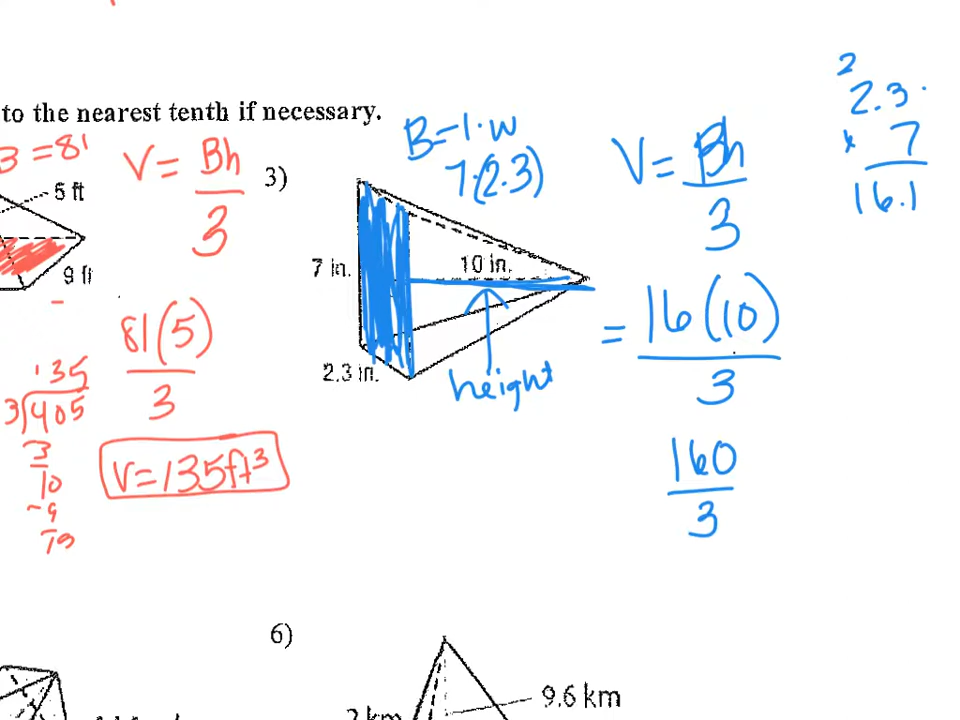 to the nearest tenth if necessary.
B = 81
V = Bh
3
5 ft
9 ft
81(5)
3
135
3 405
3
10
-9
15
V = 135 ft³
3)
B = l · w
7 · (2.3)
7 in.
10 in.
2.3 in.
height
V = Bh
3
= 16(10)
3
160
3
2
2.3
x 7
16.1
6)
9.6 km
2 km